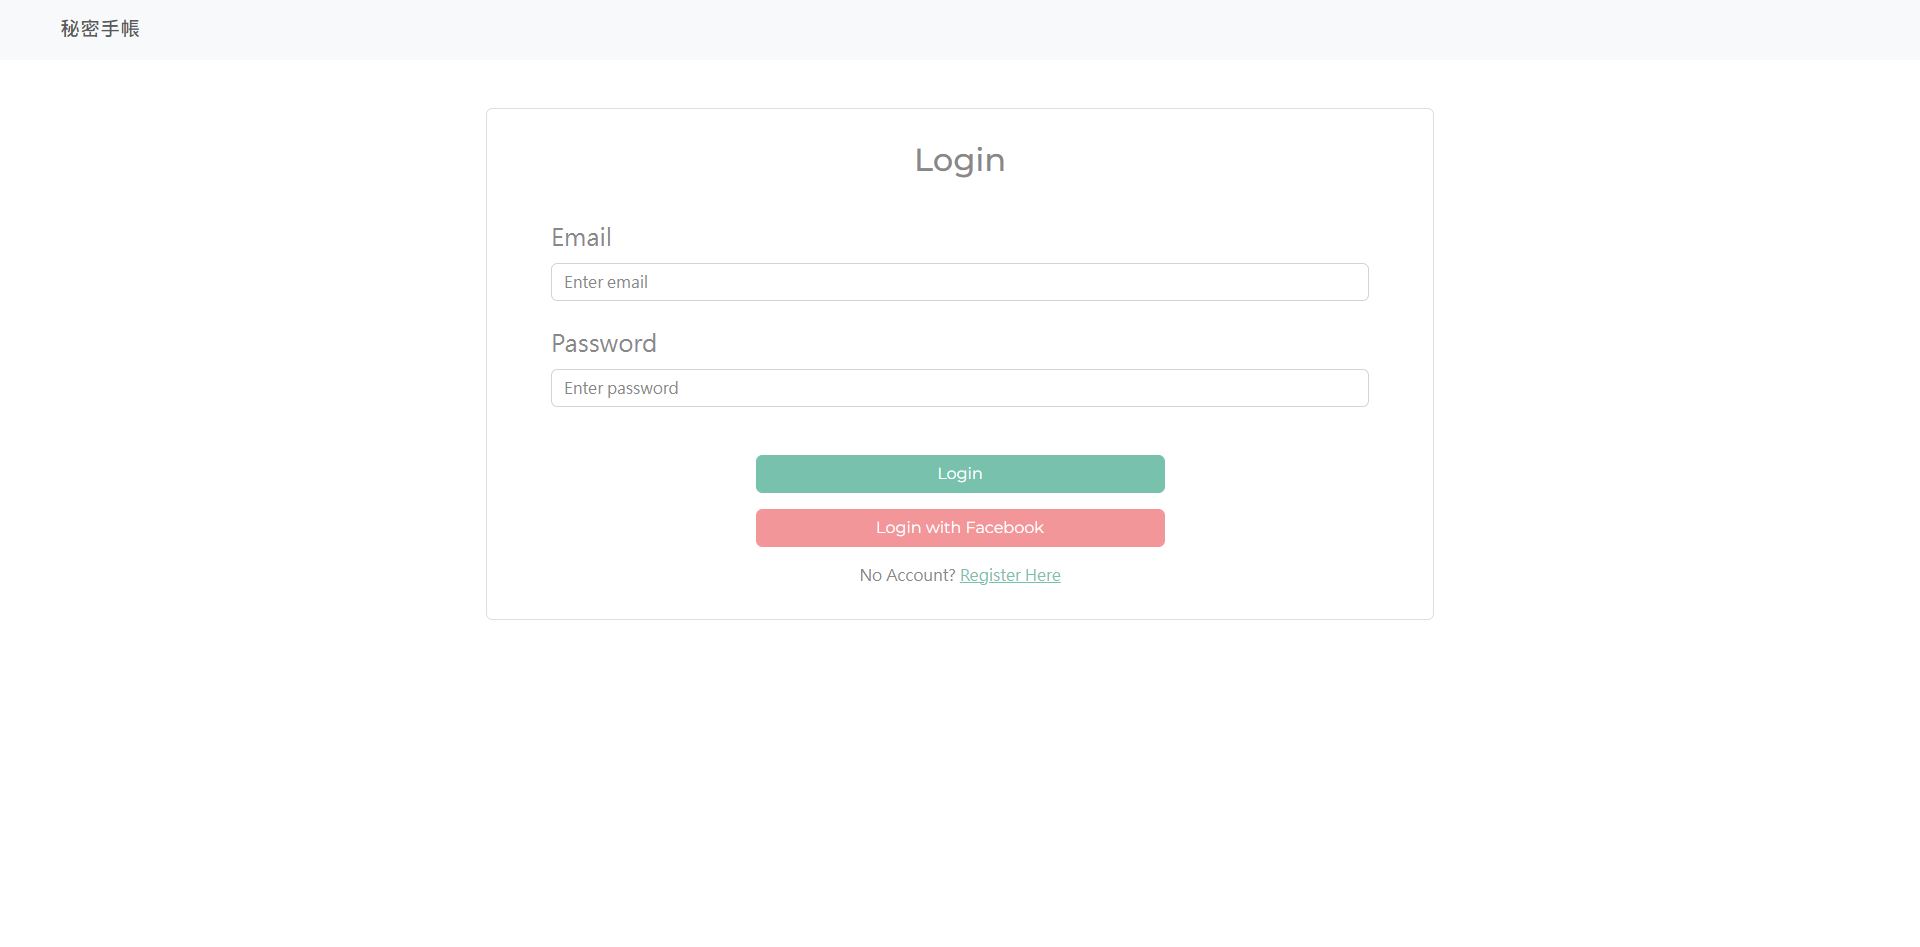 秘密手帳
Login
Email
Enter email
Password
Enter password
Login
Login with Facebook
No Account? Register Here